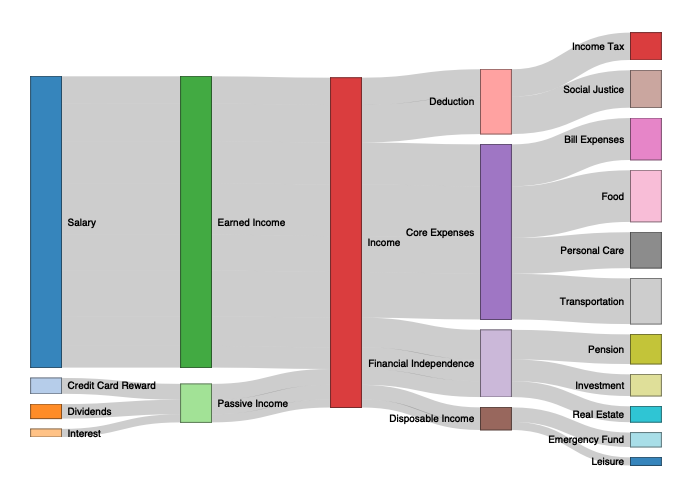 Salary
Credit Card Reward
Dividends
Interest
Earned Income
Passive Income
Income
Deduction
Core Expenses
Financial Independence
Disposable Income
Income Tax
Social Justice
Bill Expenses
Food
Personal Care
Transportation
Pension
Investment
Real Estate
Emergency Fund
Leisure